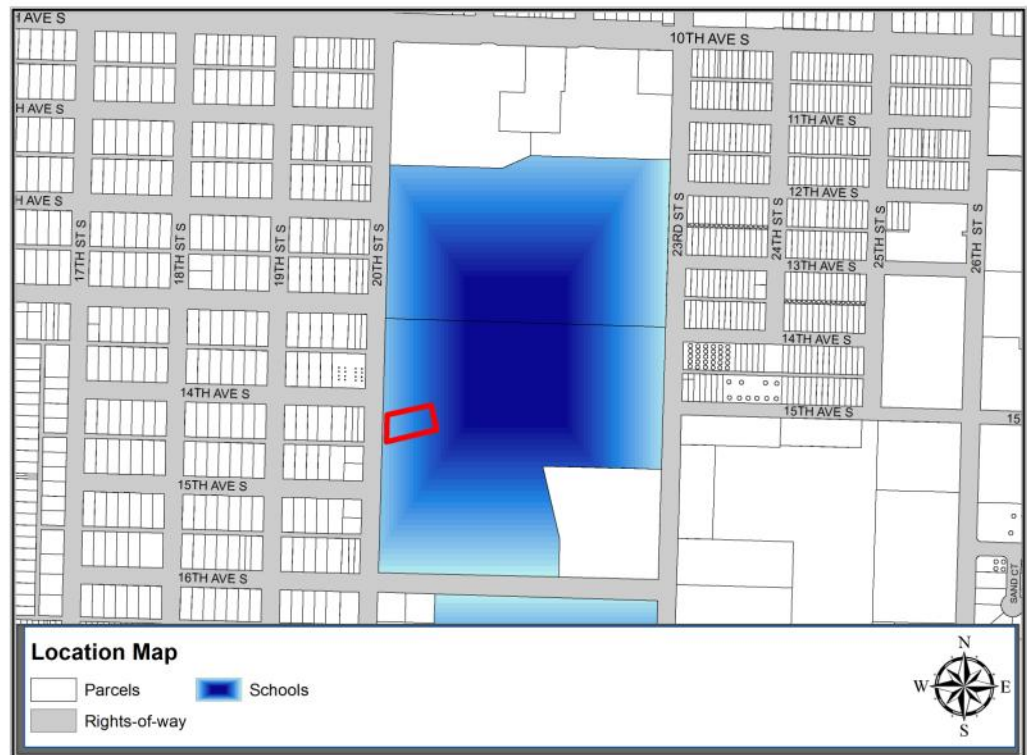 H AVE S
10TH AVE S
H AVE S
11TH AVE S
12TH AVE S
H AVE S
17TH ST S
18TH ST S
19TH ST S
20TH ST S
23RD ST S
24TH ST S
25TH ST S
26TH ST S
13TH AVE S
14TH AVE S
14TH AVE S
15TH AVE S
15
15TH AVE S
16TH AVE S
SAND CT
Location Map
Parcels
Schools
Rights-of-way
N
W
E
S